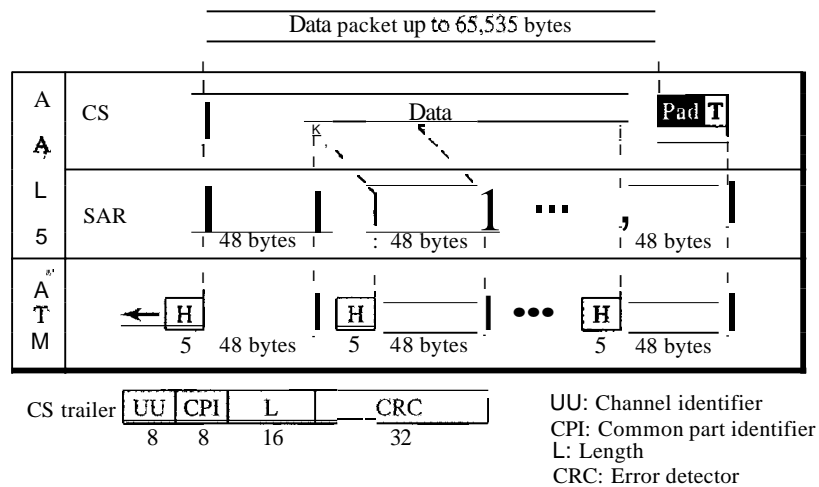 Data packet up to 65,535 bytes
A
A
L
5
CS
Data
Pad T
SAR
48 bytes
48 bytes
...
48 bytes
A
T
M
H
H
...
H
5 48 bytes 5 48 bytes 5 48 bytes
CS trailer UU CPI L CRC
8 8 16 32
UU: Channel identifier
CPI: Common part identifier
L: Length
CRC: Error detector